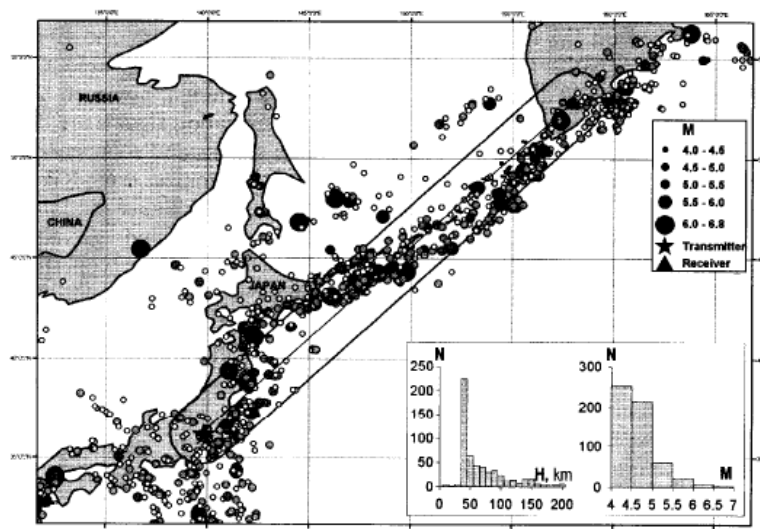 RUSSIA
CHINA
JAPAN
M
4.0 - 4.5
4.5 - 5.0
5.0 - 5.5
5.5 - 6.0
6.0 - 6.8
Transmitter
Receiver
N
250
200
150
100
50
0
0 50 100 150 200
H, km
N
300
200
100
0
4 4.5 5 5.5 6 6.5 7
M